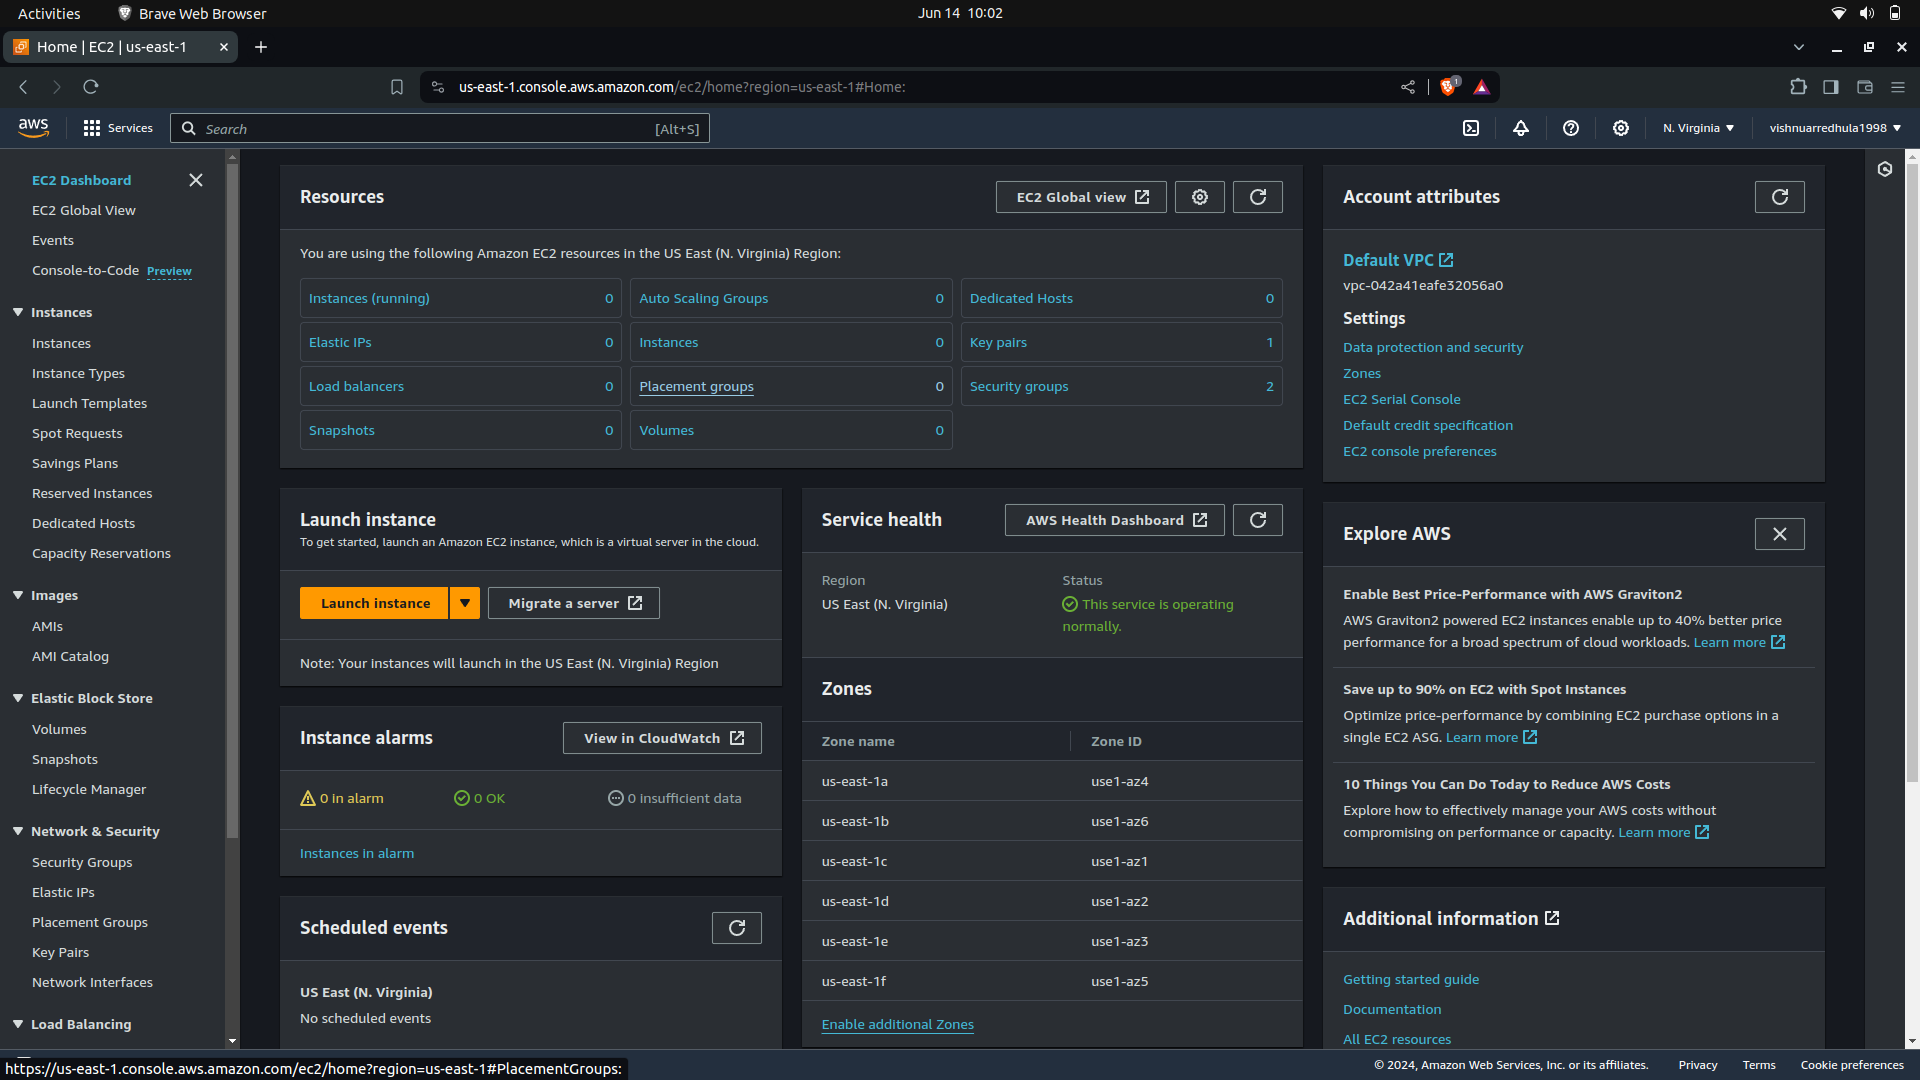 Activities
Brave Web Browser
Jun 14 10:02
Home | EC2 | us-east-1
us-east-1.console.aws.amazon.com/ec2/home?region=us-east-1#Home:
1
aws
Services
Search
[Alt+S]
N. Virginia
vishnuarredhula1998
EC2 Dashboard
EC2 Global View
Events
Console-to-Code Preview
Instances
Instances
Instance Types
Launch Templates
Spot Requests
Savings Plans
Reserved Instances
Dedicated Hosts
Capacity Reservations
Images
AMIs
AMI Catalog
Elastic Block Store
Volumes
Snapshots
Lifecycle Manager
Network & Security
Security Groups
Elastic IPs
Placement Groups
Key Pairs
Network Interfaces
Load Balancing
Resources
EC2 Global view
You are using the following Amazon EC2 resources in the US East (N. Virginia) Region:
Instances (running) 0
Auto Scaling Groups 0
Dedicated Hosts 0
Elastic IPs 0
Instances 0
Key pairs 1
Load balancers 0
Placement groups 0
Security groups 2
Snapshots 0
Volumes 0
Launch instance
To get started, launch an Amazon EC2 instance, which is a virtual server in the cloud.
Launch instance
Migrate a server
Note: Your instances will launch in the US East (N. Virginia) Region
Instance alarms
View in CloudWatch
0 in alarm
0 OK
0 insufficient data
Instances in alarm
Scheduled events
US East (N. Virginia)
No scheduled events
Service health
AWS Health Dashboard
Region
Status
US East (N. Virginia)
This service is operating
normally.
Zones
Zone name
Zone ID
us-east-1a use1-az4
us-east-1b use1-az6
us-east-1c use1-az1
us-east-1d use1-az2
us-east-1e use1-az3
us-east-1f use1-az5
Enable additional Zones
Account attributes
Default VPC
vpc-042a41eafe32056a0
Settings
Data protection and security
Zones
EC2 Serial Console
Default credit specification
EC2 console preferences
Explore AWS
Enable Best Price-Performance with AWS Graviton2
AWS Graviton2 powered EC2 instances enable up to 40% better price
performance for a broad spectrum of cloud workloads. Learn more
Save up to 90% on EC2 with Spot Instances
Optimize price-performance by combining EC2 purchase options in a
single EC2 ASG. Learn more
10 Things You Can Do Today to Reduce AWS Costs
Explore how to effectively manage your AWS costs without
compromising on performance or capacity. Learn more
Additional information
Getting started guide
Documentation
All EC2 resources
https://us-east-1.console.aws.amazon.com/ec2/home?region=us-east-1#PlacementGroups:
© 2024, Amazon Web Services, Inc. or its affiliates.
Privacy
Terms
Cookie preferences